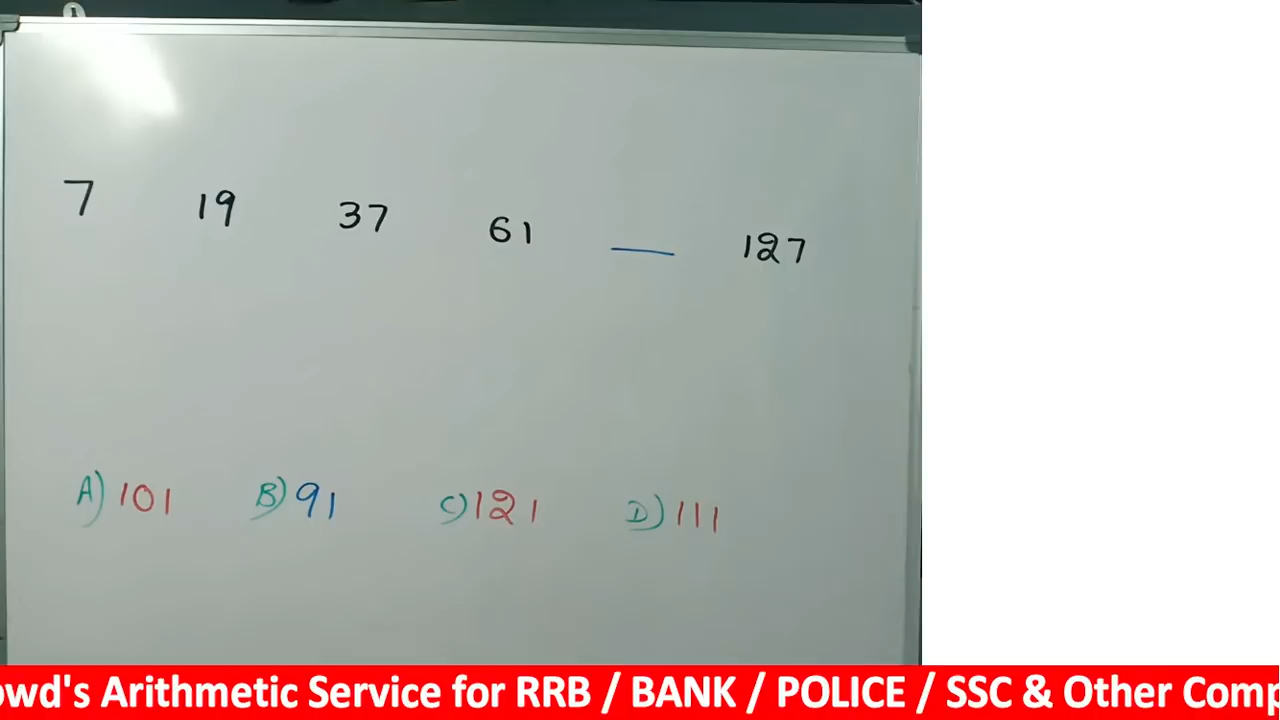 7 19 37 61 __ 127
A) 101 B) 91 C) 121 D) 111
owd's Arithmetic Service for RRB / BANK / POLICE / SSC & Other Comp